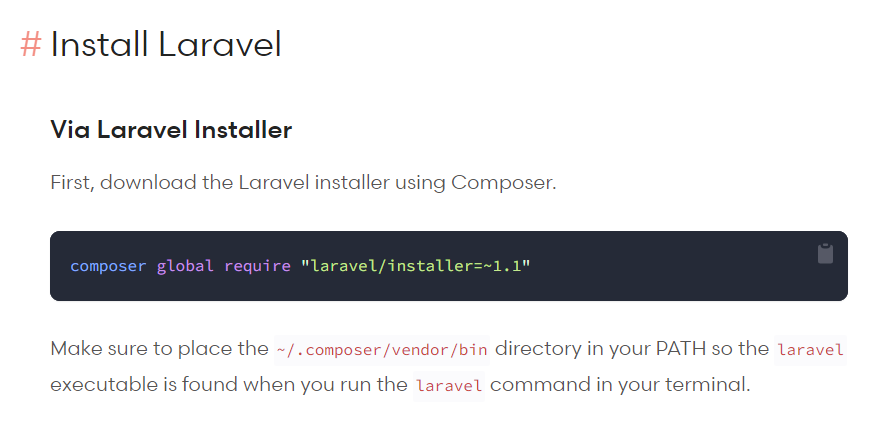 # Install Laravel
Via Laravel Installer
First, download the Laravel installer using Composer.
composer global require "laravel/installer=~1.1"
Make sure to place the ~/.composer/vendor/bin directory in your PATH so the laravel
executable is found when you run the laravel command in your terminal.